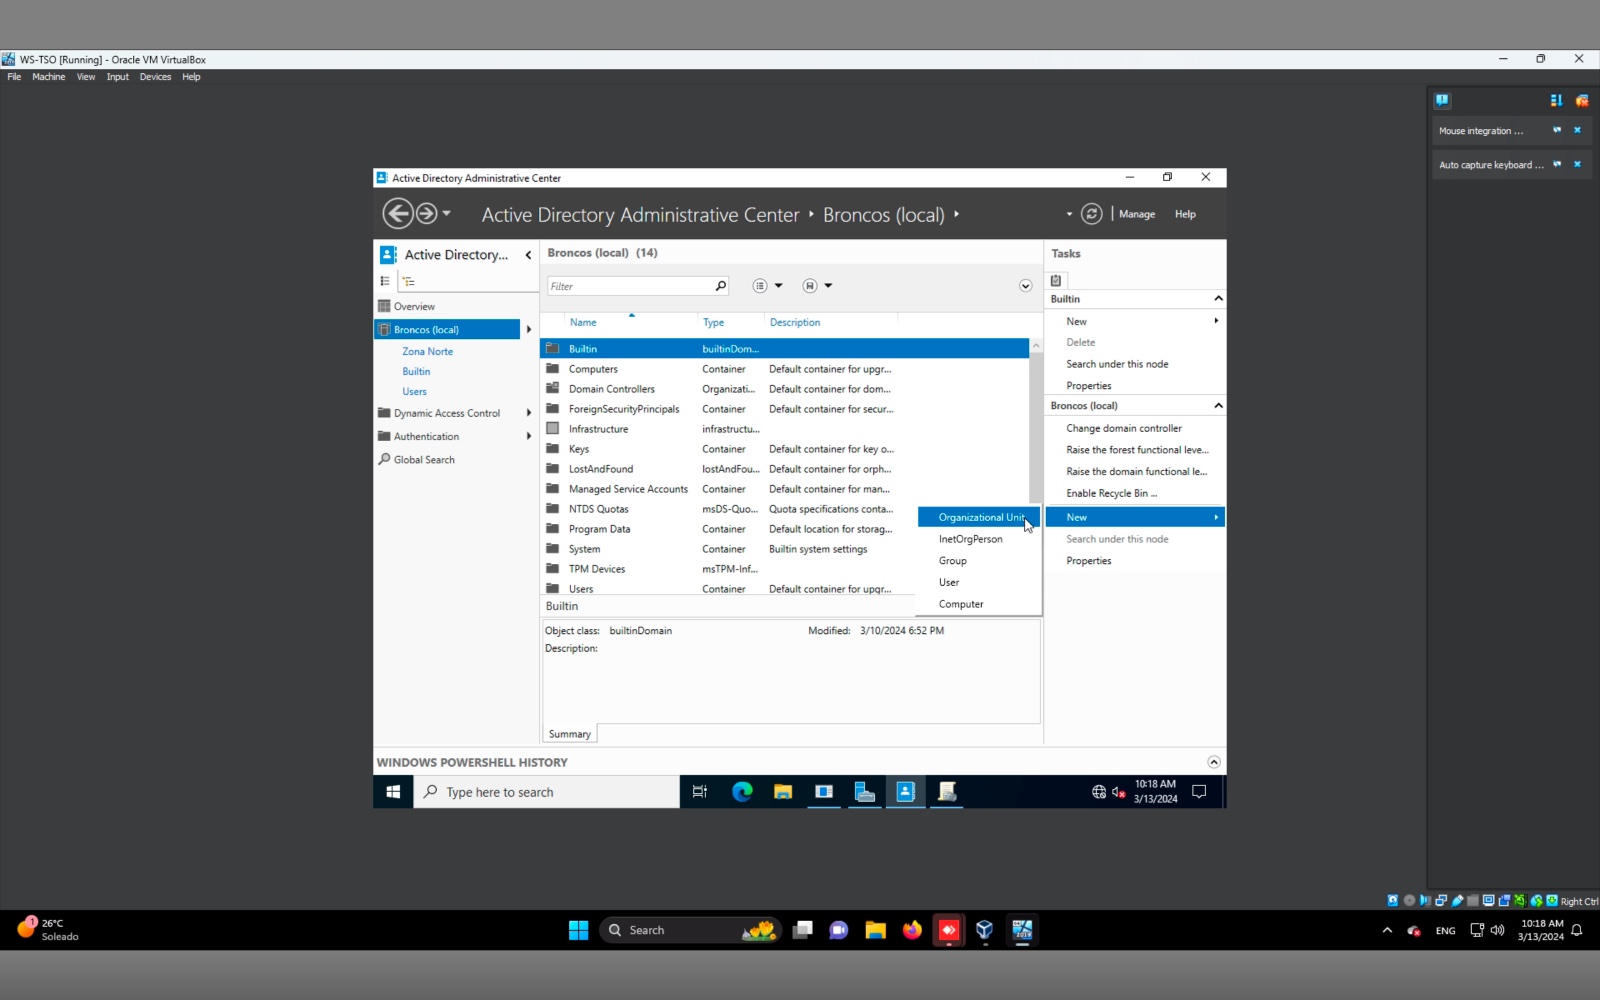 WS-TSO [Running] - Oracle VM VirtualBox
File Machine View Input Devices Help
Mouse integration ...
Auto capture keyboard ...
Active Directory Administrative Center
Active Directory Administrative Center ‣ Broncos (local) ‣
Manage Help
Active Directory...
Overview
Broncos (local)
Zona Norte
Builtin
Users
Dynamic Access Control
Authentication
Global Search
Broncos (local) (14)
Filter
Name Type Description
Builtin builtinDom...
Computers Container Default container for upgr...
Domain Controllers Organizati... Default container for dom...
ForeignSecurityPrincipals Container Default container for secur...
Infrastructure infrastructu...
Keys Container Default container for key o...
LostAndFound lostAndFou... Default container for orph...
Managed Service Accounts Container Default container for man...
NTDS Quotas msDS-Quo... Quota specifications conta...
Program Data Container Default location for storag...
System Container Builtin system settings
TPM Devices msTPM-Inf...
Users Container Default container for upgr...
Organizational Unit
InetOrgPerson
Group
User
Computer
Builtin
Object class: builtinDomain Modified: 3/10/2024 6:52 PM
Description:
Summary
Tasks
Builtin
New
Delete
Search under this node
Properties
Broncos (local)
Change domain controller
Raise the forest functional leve...
Raise the domain functional le...
Enable Recycle Bin ...
New
Search under this node
Properties
WINDOWS POWERSHELL HISTORY
Type here to search
10:18 AM
3/13/2024
Right Ctrl
1
26°C
Soleado
Search
2019
ENG
10:18 AM
3/13/2024